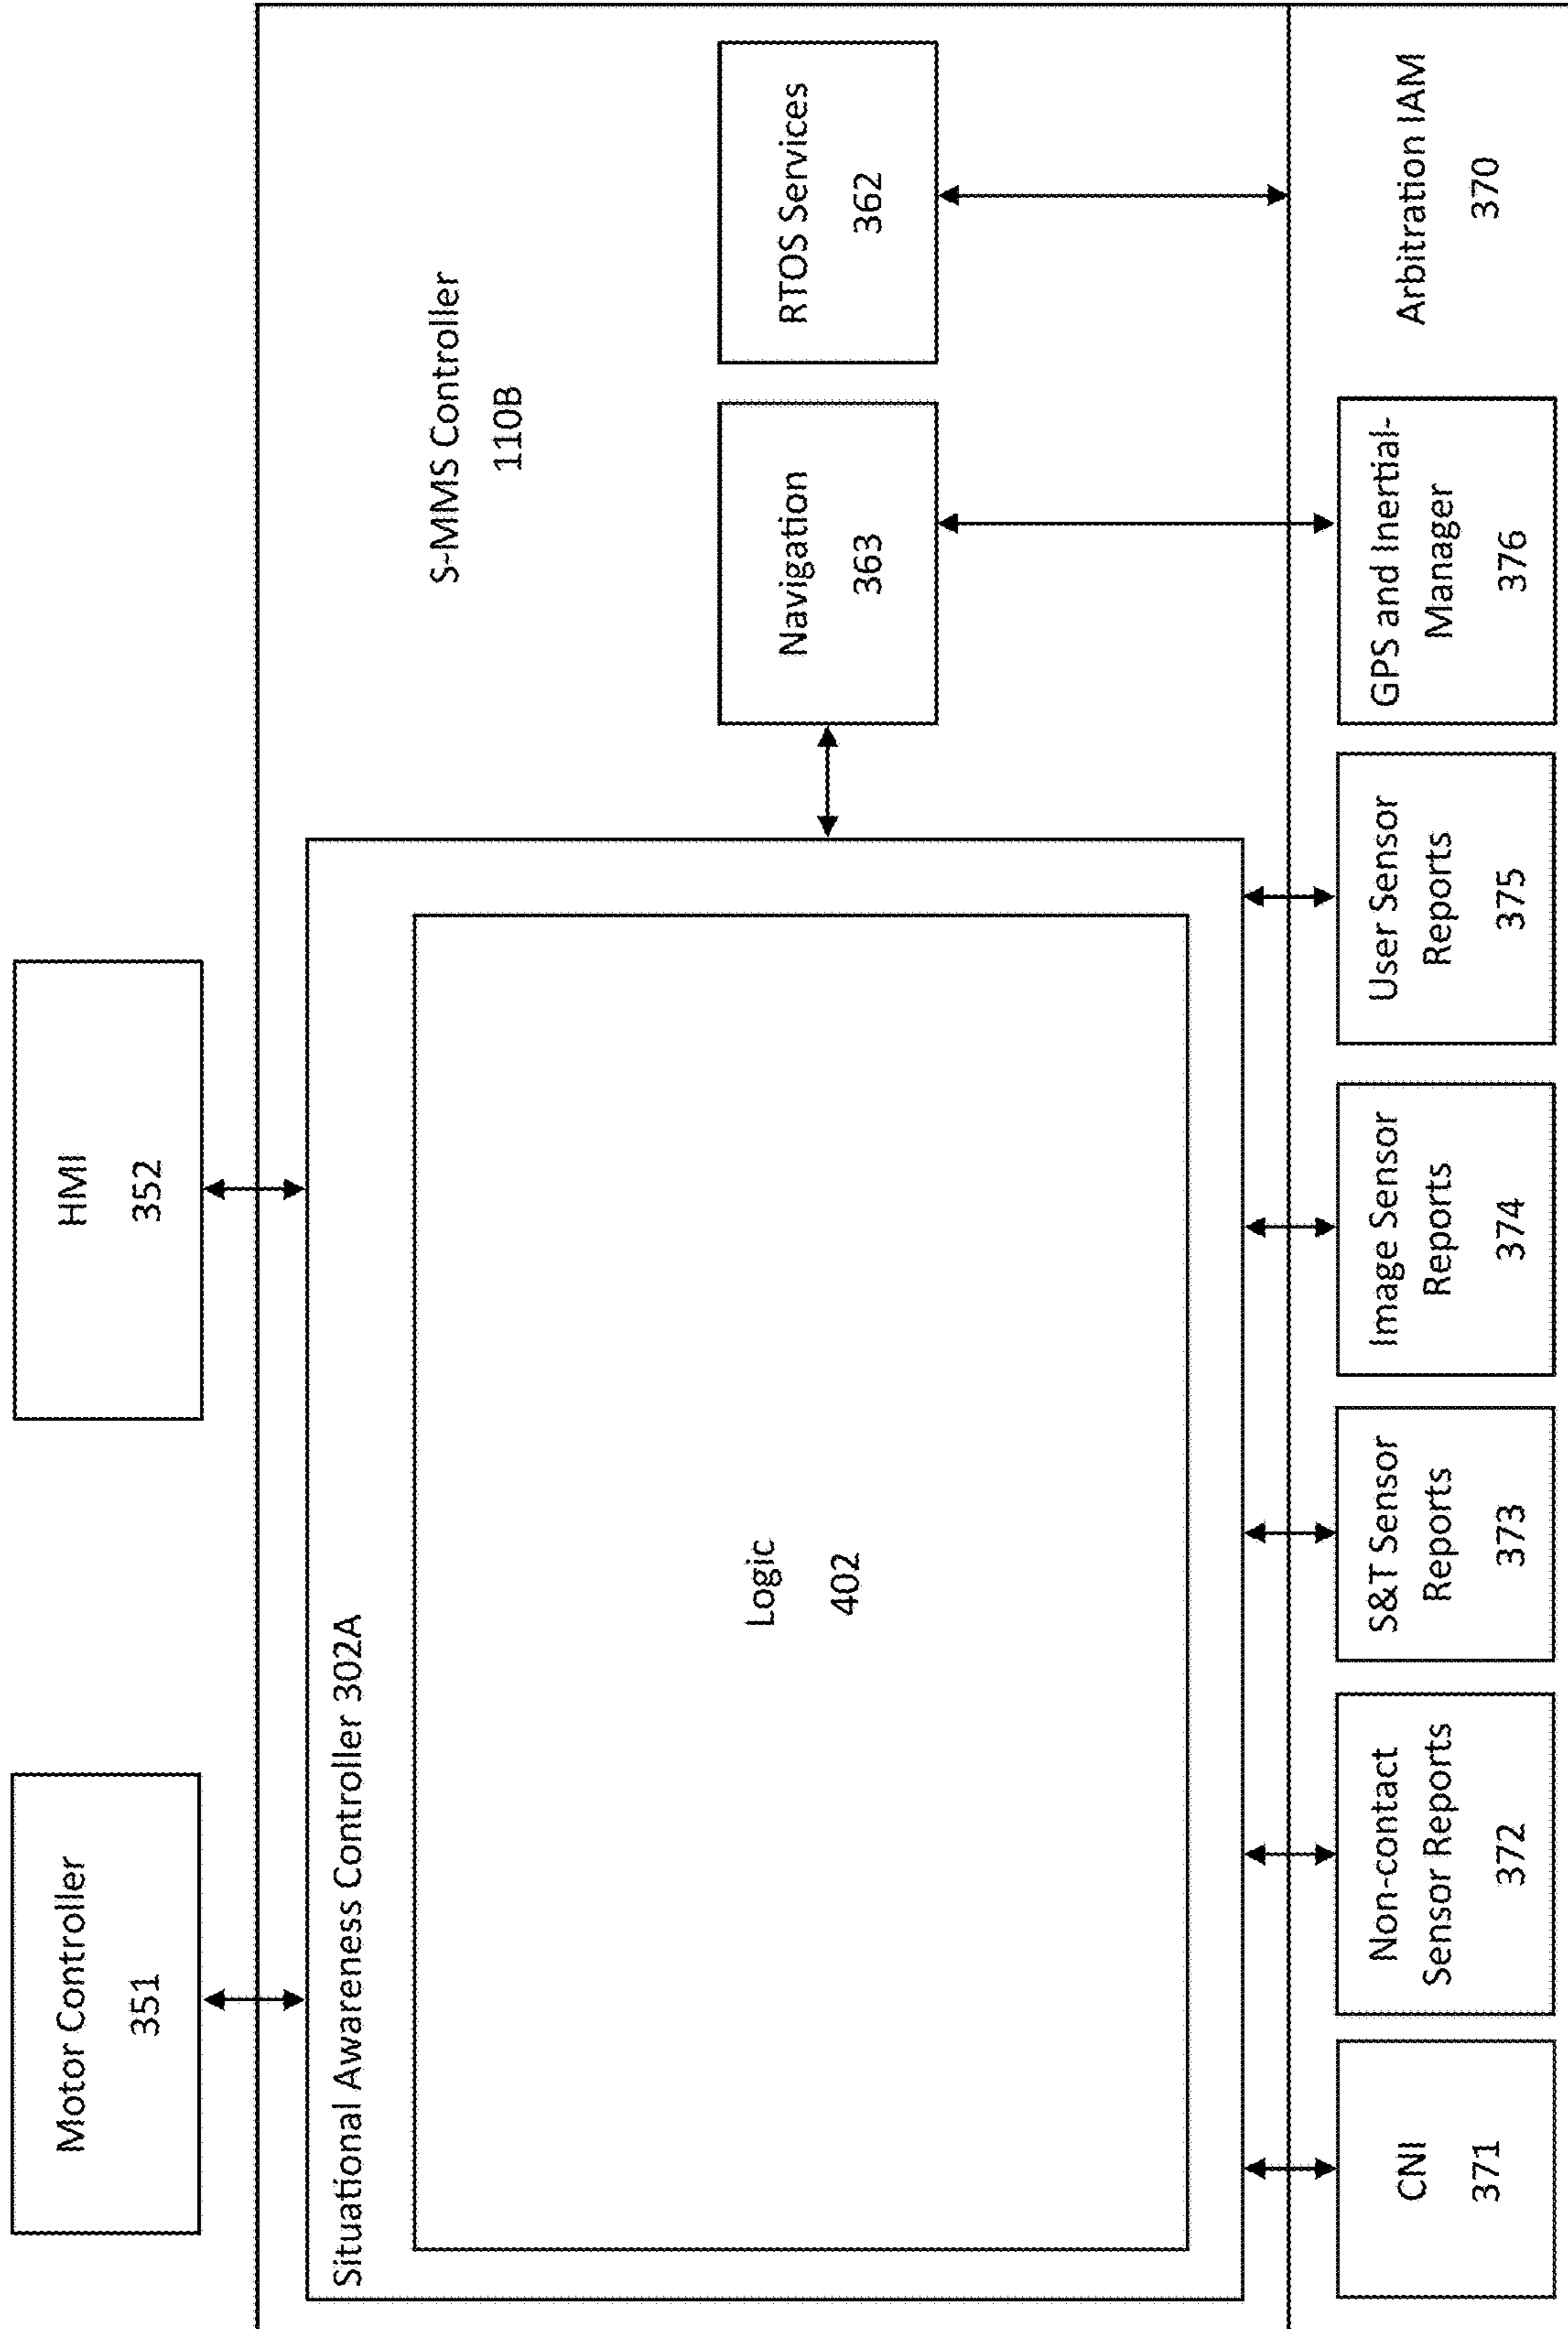 Motor Controller
351
HMI
352
S-MMS Controller
110B
Situational Awareness Controller 302A
Logic
402
Navigation
363
RTOS Services
362
CNI
371
Non-contact
Sensor Reports
372
S&T Sensor
Reports
373
Image Sensor
Reports
374
User Sensor
Reports
375
GPS and Inertial-
Manager
376
Arbitration IAM
370